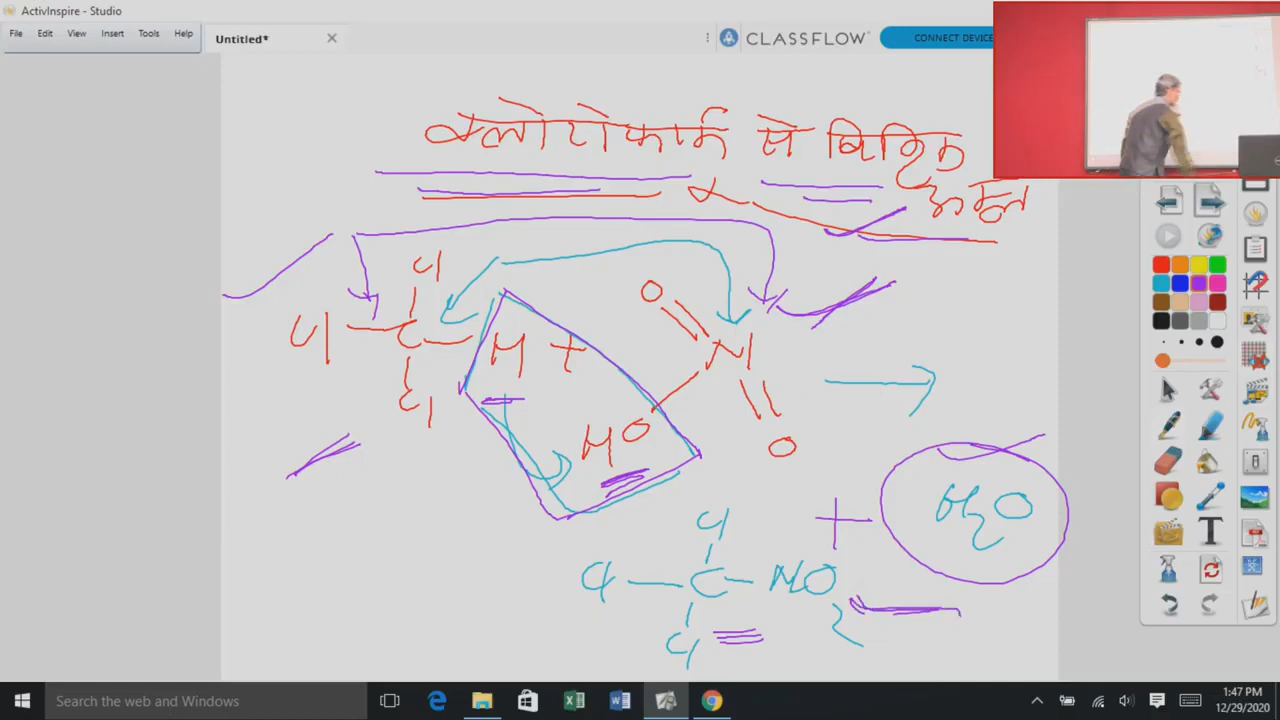 ActivInspire - Studio
File Edit View Insert Tools Help
Untitled*
CLASSFLOW
CONNECT DEVICE
क्लोरोफार्म से
अम्ल
Cl
Cl C H + O N
Cl HO O
+ H2O
Cl
Cl C NO2
Cl
Search the web and Windows
1:47 PM
12/29/2020